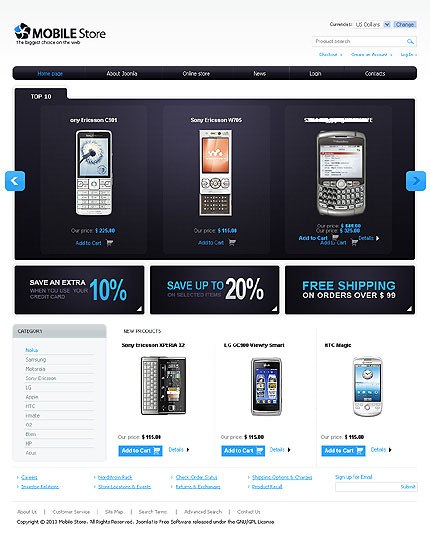 Currencies: US Dollars Change
MOBILE Store
The biggest choice on the web
Product search
Checkout Create an Account Log In
Home page About Joomla Online store News Login Contacts
TOP 10
ony Ericsson C901 Sony Ericsson W705
Our price: $ 225.00 Our price: $ 115.00 Our price: $ 325.00
Add to Cart Add to Cart Add to Cart Details
Add to Cart
SAVE AN EXTRA 10% SAVE UP TO 20% FREE SHIPPING
WHEN YOU USE YOUR ON SELECTED ITEMS ON ORDERS OVER $ 99
CREDIT CARD
CATEGORY NEW PRODUCTS
Sony Ericsson XPERIA X2 LG GC900 Viewty Smart HTC Magic
Nokia
Samsung
Motorola
Sony Ericsson
LG
Apple
HTC
O2
HP
Asus
Our price: $ 115.00 Our price: $ 115.00 Our price: $ 115.00
Add to Cart Details Add to Cart Details Add to Cart Details
Careers Nordstrom Rack Check Order Status Shipping Options & Charges Sign up for Email
Investor Relations Store Locations & Events Returns & Exchanges Product Recall Submit
About Us | Customer Service | Site Map | Search Terms | Advanced Search | Contact Us
Copyright © 2013 Mobile Store. All Rights Reserved. Joomla! is Free Software released under the GNU/GPL License